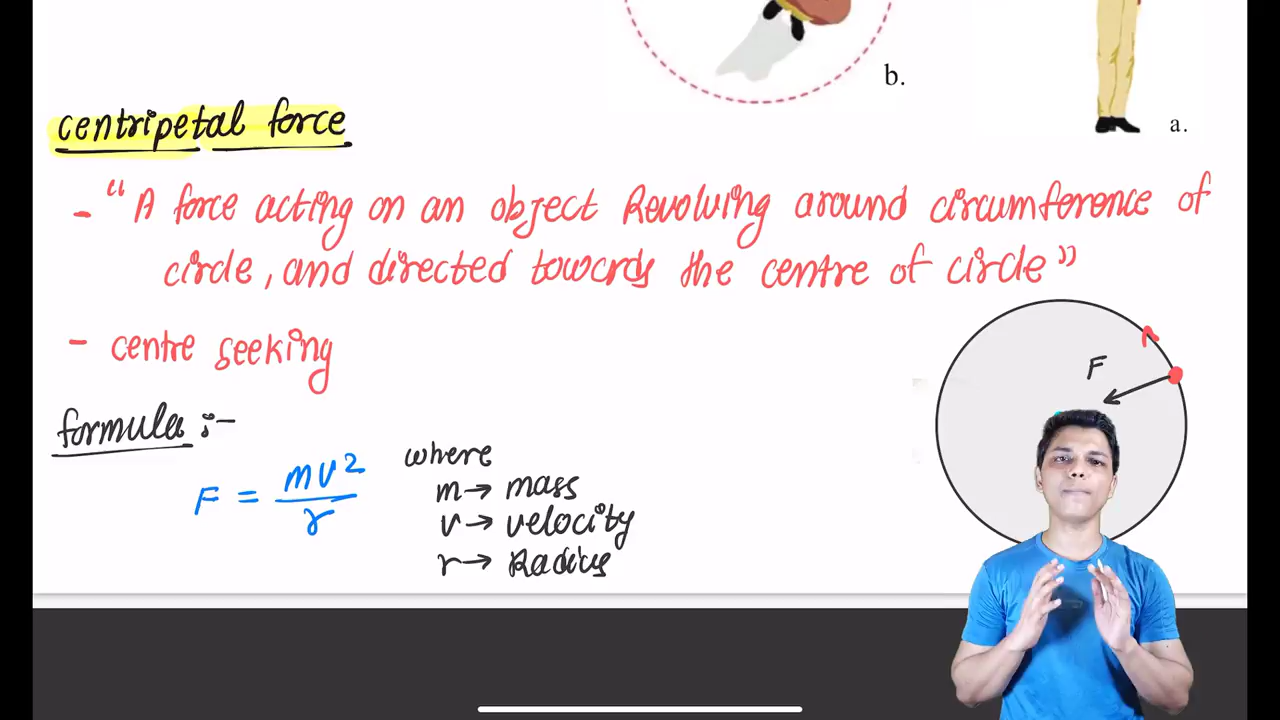 b.
a.
centripetal force
- "A force acting on an object Revolving around circumference of
circle, and directed towards the centre of circle"
- centre seeking
F
formula :-
F = mv²/r
where
m → mass
v → velocity
r → Radius